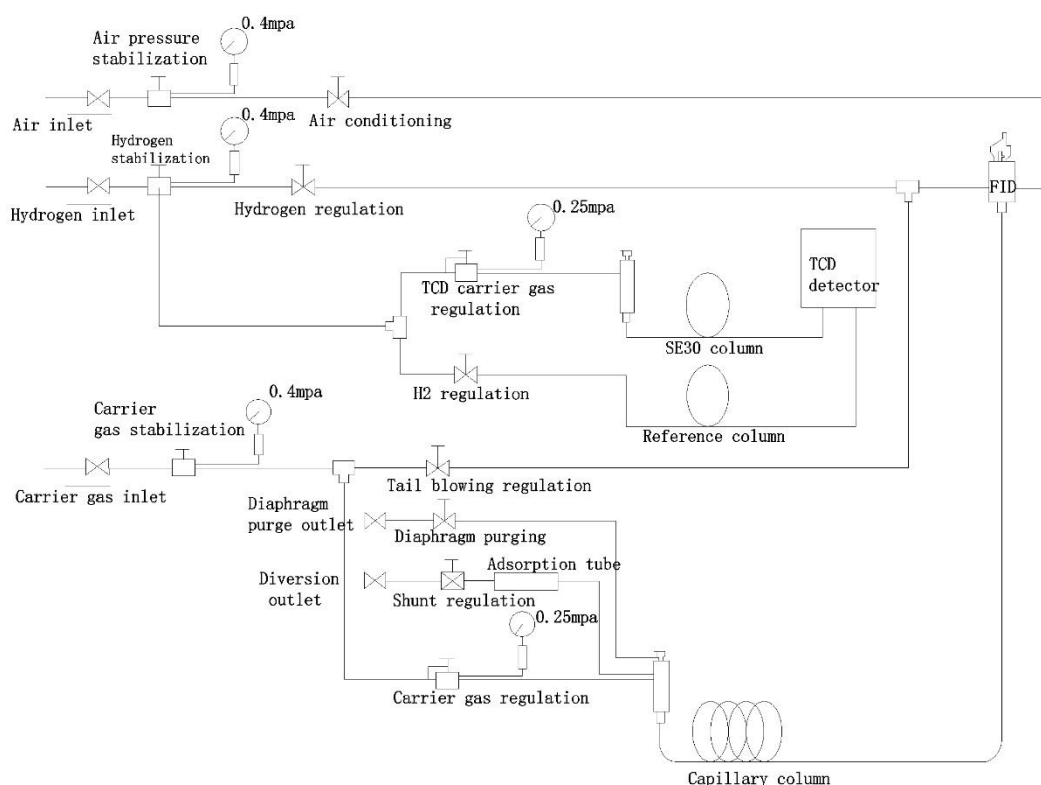 0.4mpa
Air pressure
stabilization
Air inlet
Air conditioning
0.4mpa
Hydrogen
stabilization
Hydrogen inlet
Hydrogen regulation
FID
0.25mpa
TCD carrier gas
regulation
TCD
detector
SE30 column
H2 regulation
Reference column
0.4mpa
Carrier
gas stabilization
Carrier gas inlet
Tail blowing regulation
Diaphragm
purge outlet
Diaphragm purging
Adsorption tube
Diversion
outlet
Shunt regulation
0.25mpa
Carrier gas regulation
Capillary column